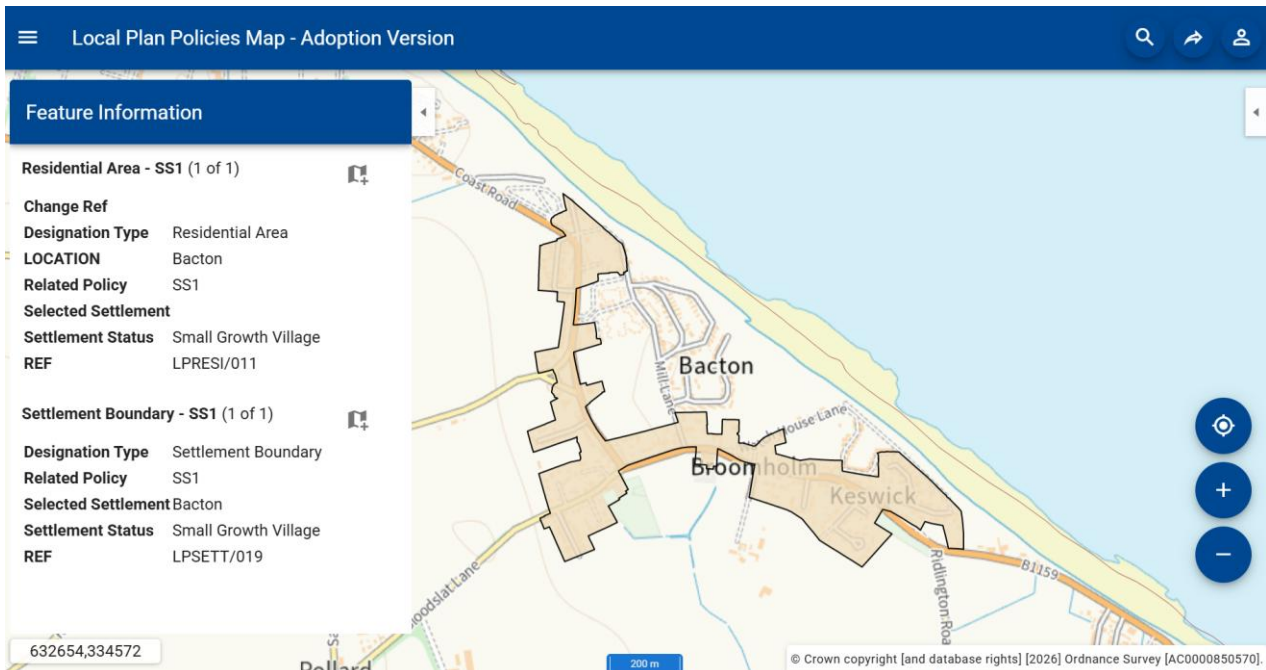 Local Plan Policies Map - Adoption Version
Feature Information
Residential Area - SS1 (1 of 1)
Change Ref
Designation Type Residential Area
LOCATION Bacton
Related Policy SS1
Selected Settlement
Settlement Status Small Growth Village
REF LPRESI/011
Settlement Boundary - SS1 (1 of 1)
Designation Type Settlement Boundary
Related Policy SS1
Selected Settlement Bacton
Settlement Status Small Growth Village
REF LPSETT/019
632654,334572
Coast Road
Mill Lane
Bacton
House Lane
Broomholm
Keswick
B1159
Ridlington Roa
loodslat Lane
Pollard
200 m
© Crown copyright [and database rights] [2026] Ordnance Survey [AC0000850570].